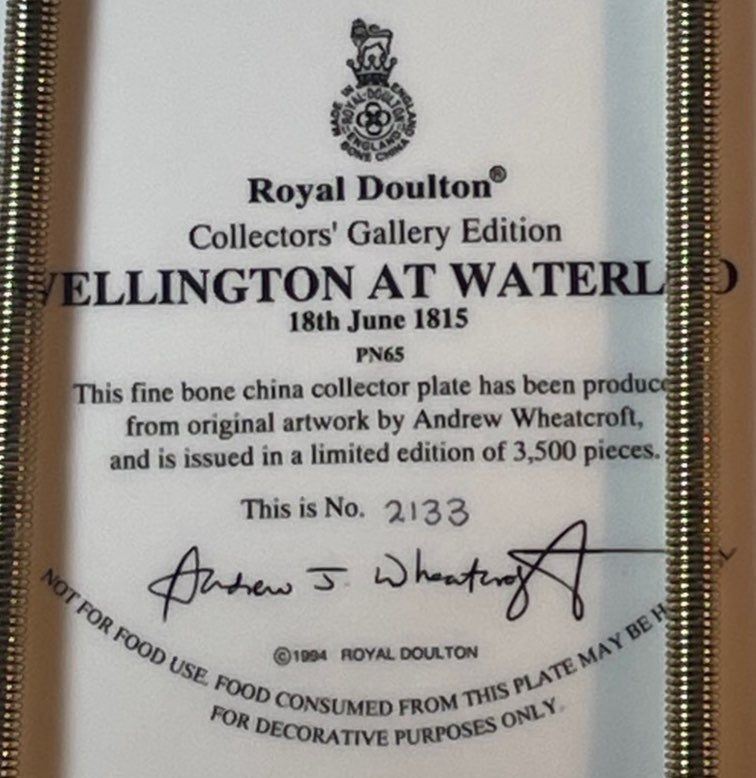 MADE IN ENGLAND
ROYAL DOULTON
ENGLAND
BONE CHINA
Royal Doulton®
Collectors' Gallery Edition
ELLINGTON AT WATERL O
18th June 1815
PN65
This fine bone china collector plate has been produce
from original artwork by Andrew Wheatcroft,
and is issued in a limited edition of 3,500 pieces.
This is No. 2133
Andrew J. Wheatcroft
©1994 ROYAL DOULTON
NOT FOR FOOD USE. FOOD CONSUMED FROM THIS PLATE MAY BE H
FOR DECORATIVE PURPOSES ONLY.